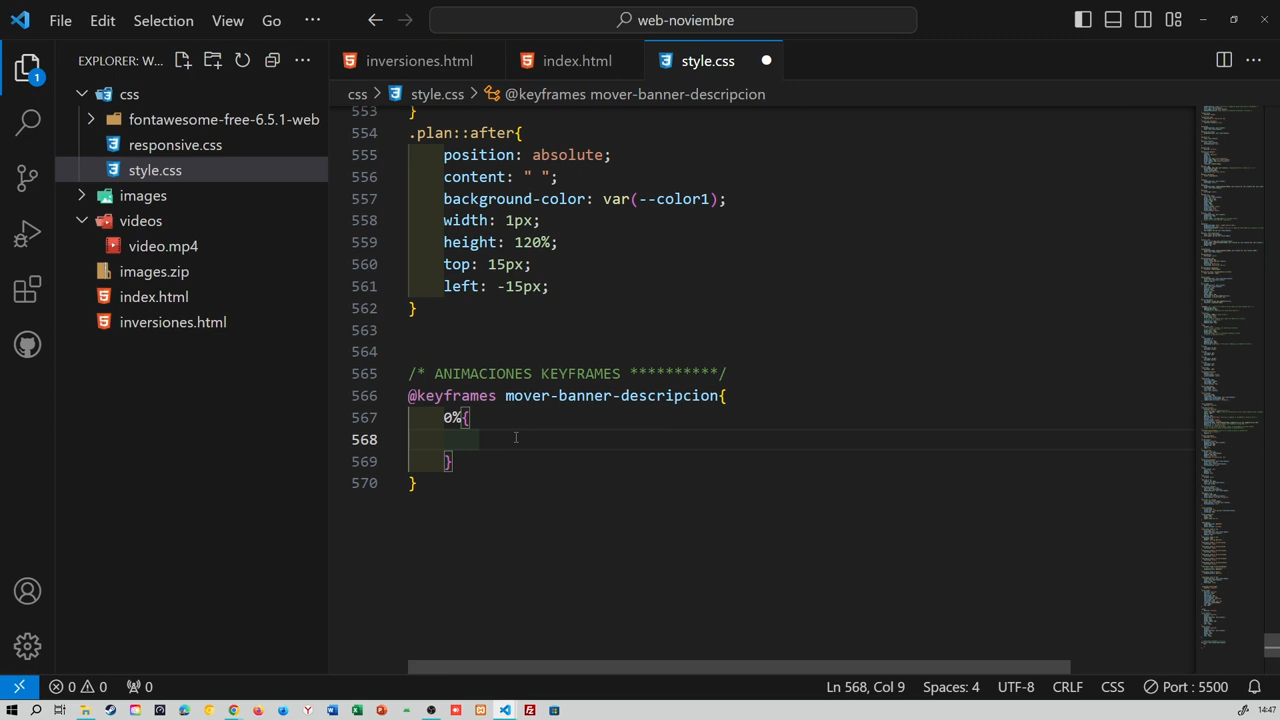 File Edit Selection View Go ··· web-noviembre
EXPLORER: W... ···
inversiones.html index.html style.css
css > style.css > @keyframes mover-banner-descripcion
css
fontawesome-free-6.5.1-web
responsive.css
style.css
images
videos
video.mp4
images.zip
index.html
inversiones.html
1
553 }
554 .plan::after{
555 position: absolute;
556 content: " ";
557 background-color: var(--color1);
558 width: 1px;
559 height: 120%;
560 top: 15px;
561 left: -15px;
562 }
563
564
565 /* ANIMACIONES KEYFRAMES **********/
566 @keyframes mover-banner-descripcion{
567 0%{
568
569 }
570 }
0 0 0 Ln 568, Col 9 Spaces: 4 UTF-8 CRLF CSS Port : 5500
14:47